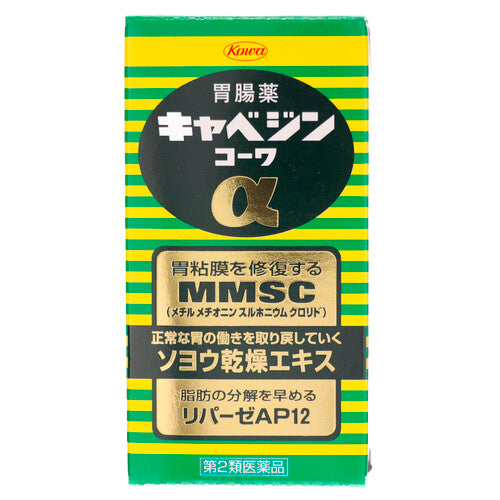 Kowa
胃腸薬
キャベジン
コーワ
α
胃粘膜を修復する
MMSC
(メチル メチオニン スルホニウム クロリド)
正常な胃の働きを取り戻していく
ソヨウ乾燥エキス
脂肪の分解を早める
リパーゼAP12
第2類医薬品